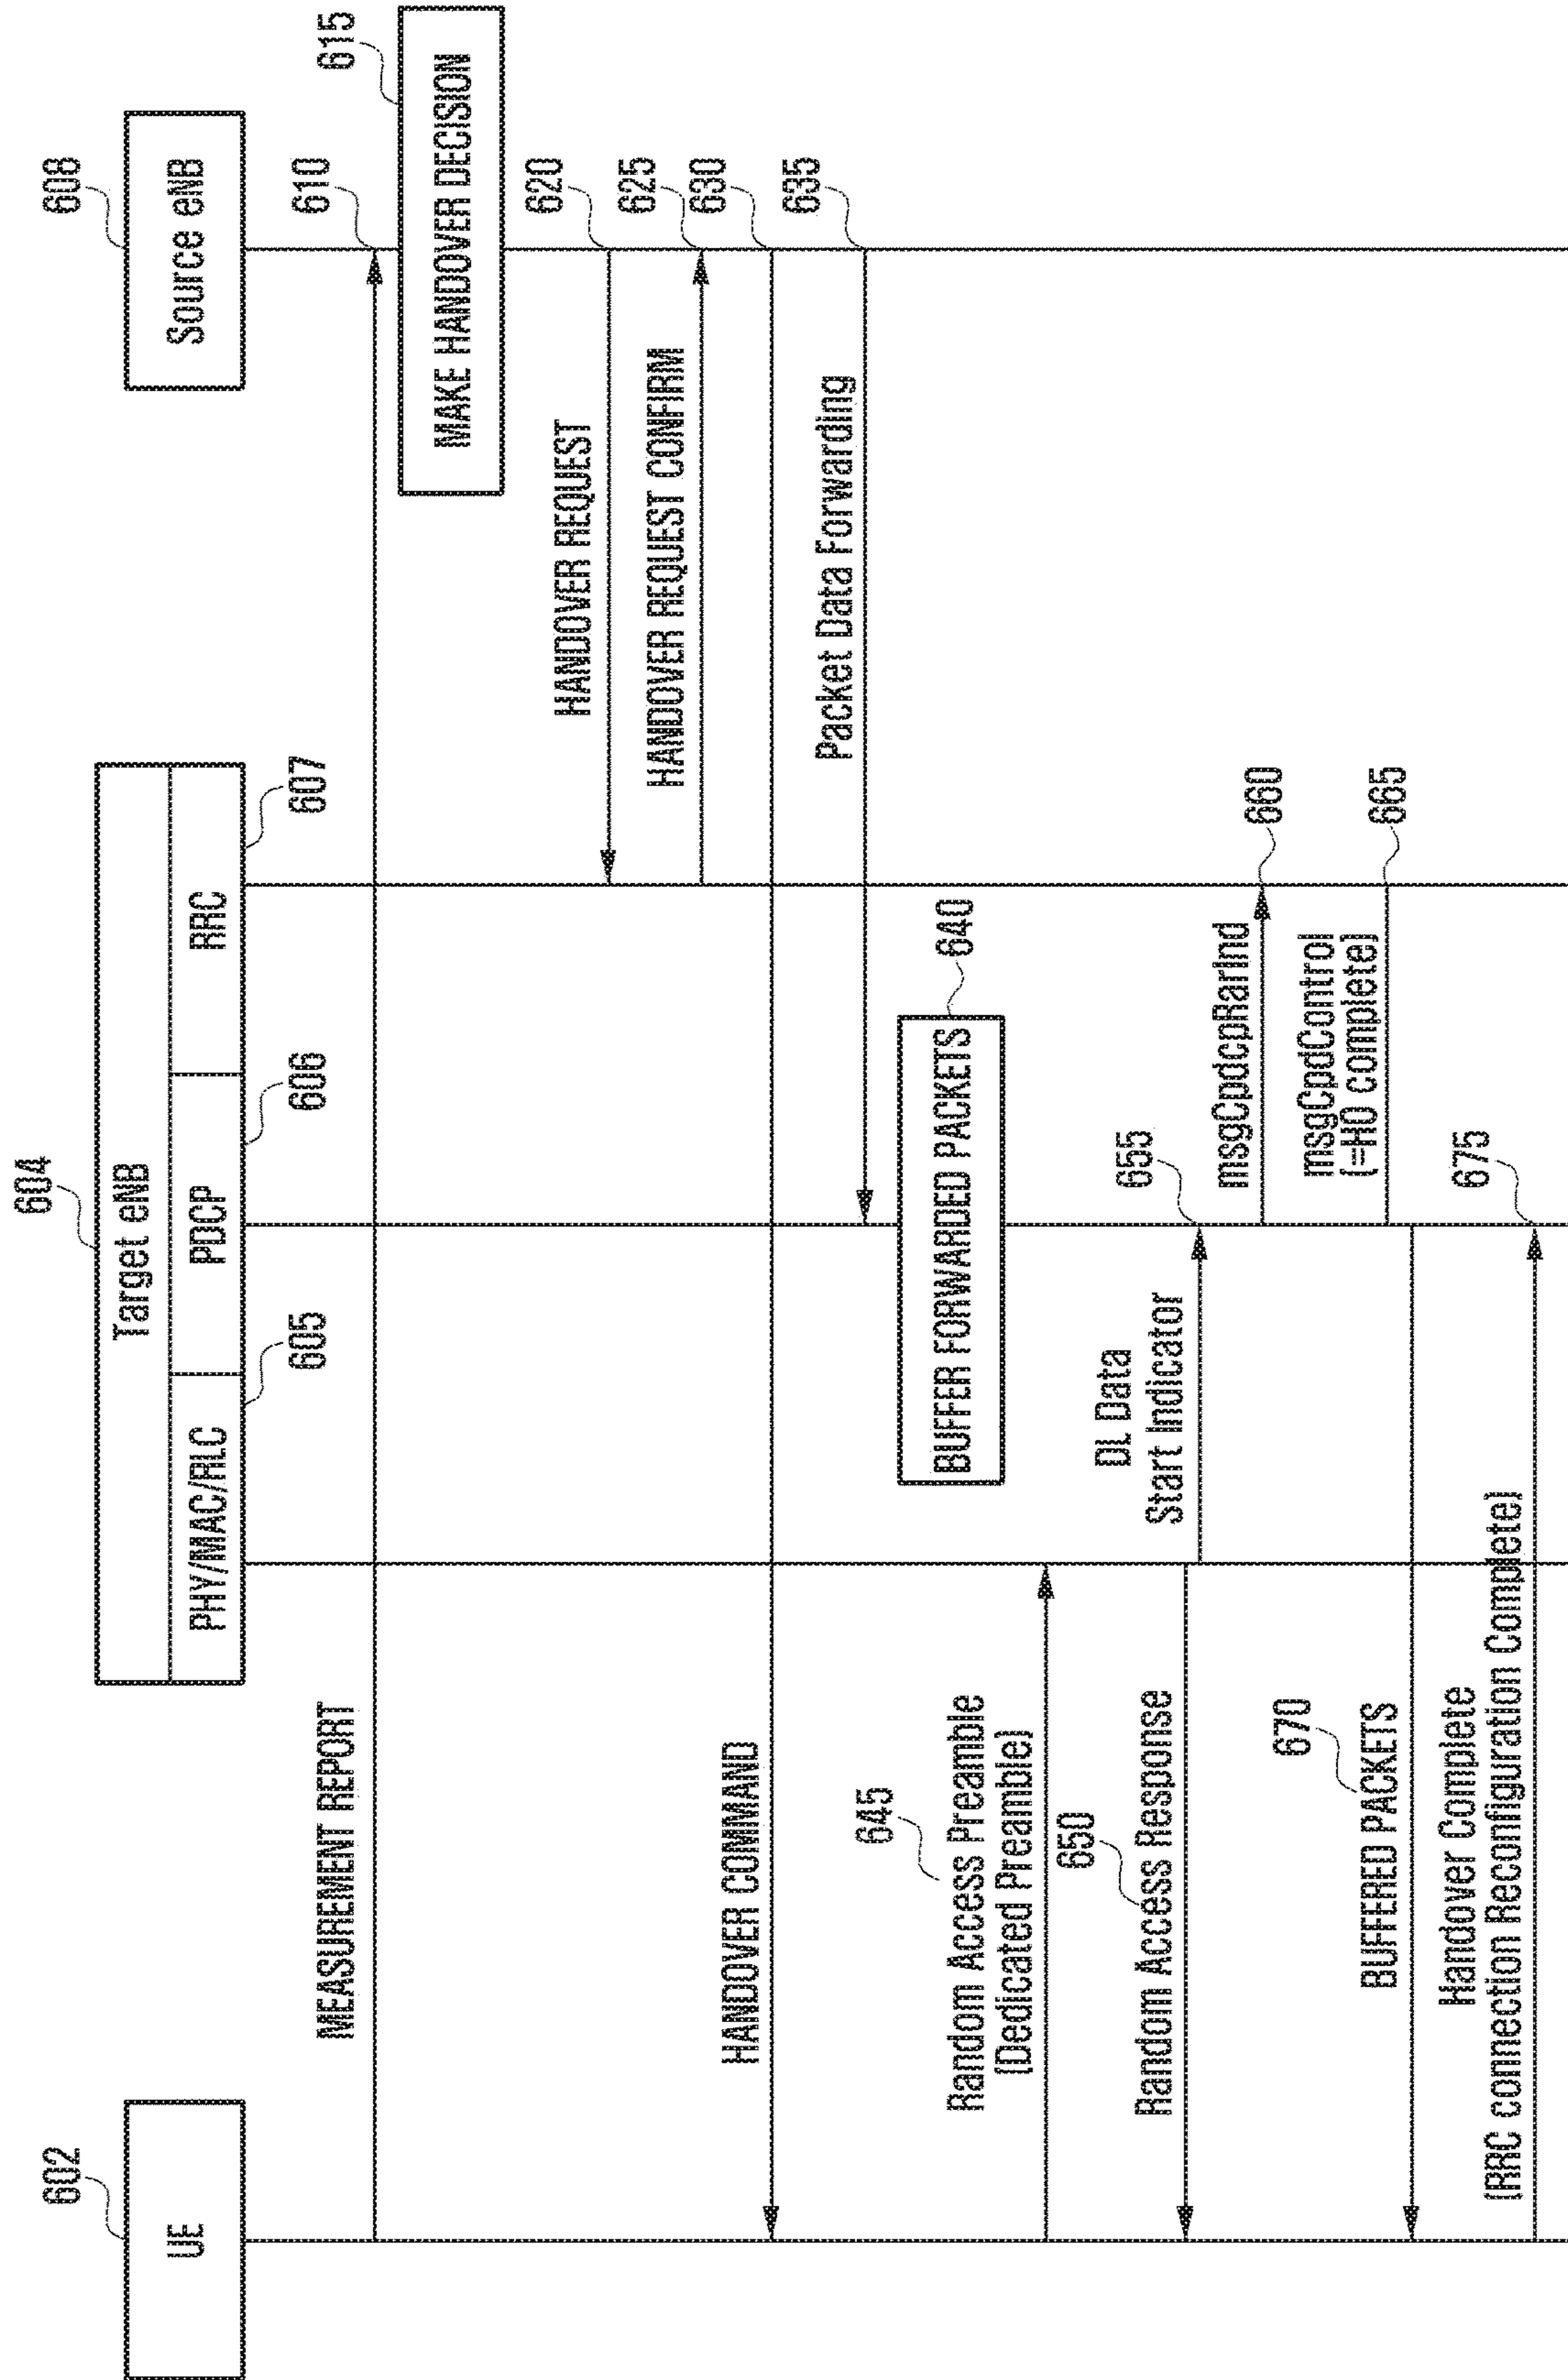 602
UE
604
Target eNB
PHY/MAC/RLC
PDCP
RRC
605
606
607
608
Source eNB
MEASUREMENT REPORT
610
615
MAKE HANDOVER DECISION
HANDOVER REQUEST
620
HANDOVER REQUEST CONFIRM
625
HANDOVER COMMAND
630
Packet Data Forwarding
635
BUFFER FORWARDED PACKETS
640
645
Random Access Preamble
(Dedicated Preamble)
650
Random Access Response
DL Data
Start Indicator
655
msgCpdcpRarInd
660
msgCpdControl
(=HO complete)
665
670
BUFFERED PACKETS
Handover Complete
(RRC connection Reconfiguration Complete)
675